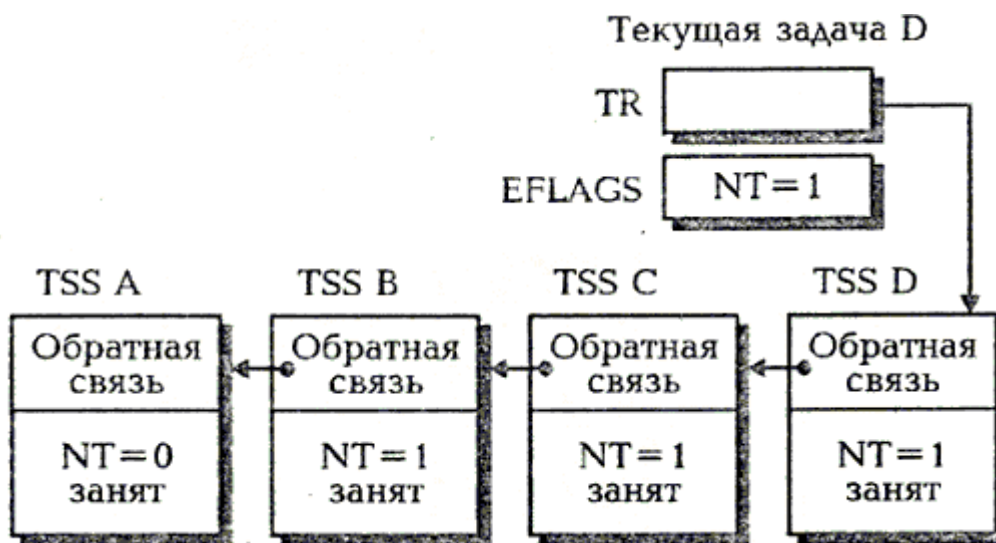 Текущая задача D
TR
EFLAGS
NT=1
TSS A
TSS B
TSS C
TSS D
Обратная
связь
Обратная
связь
Обратная
связь
Обратная
связь
NT=0
занят
NT=1
занят
NT=1
занят
NT=1
занят